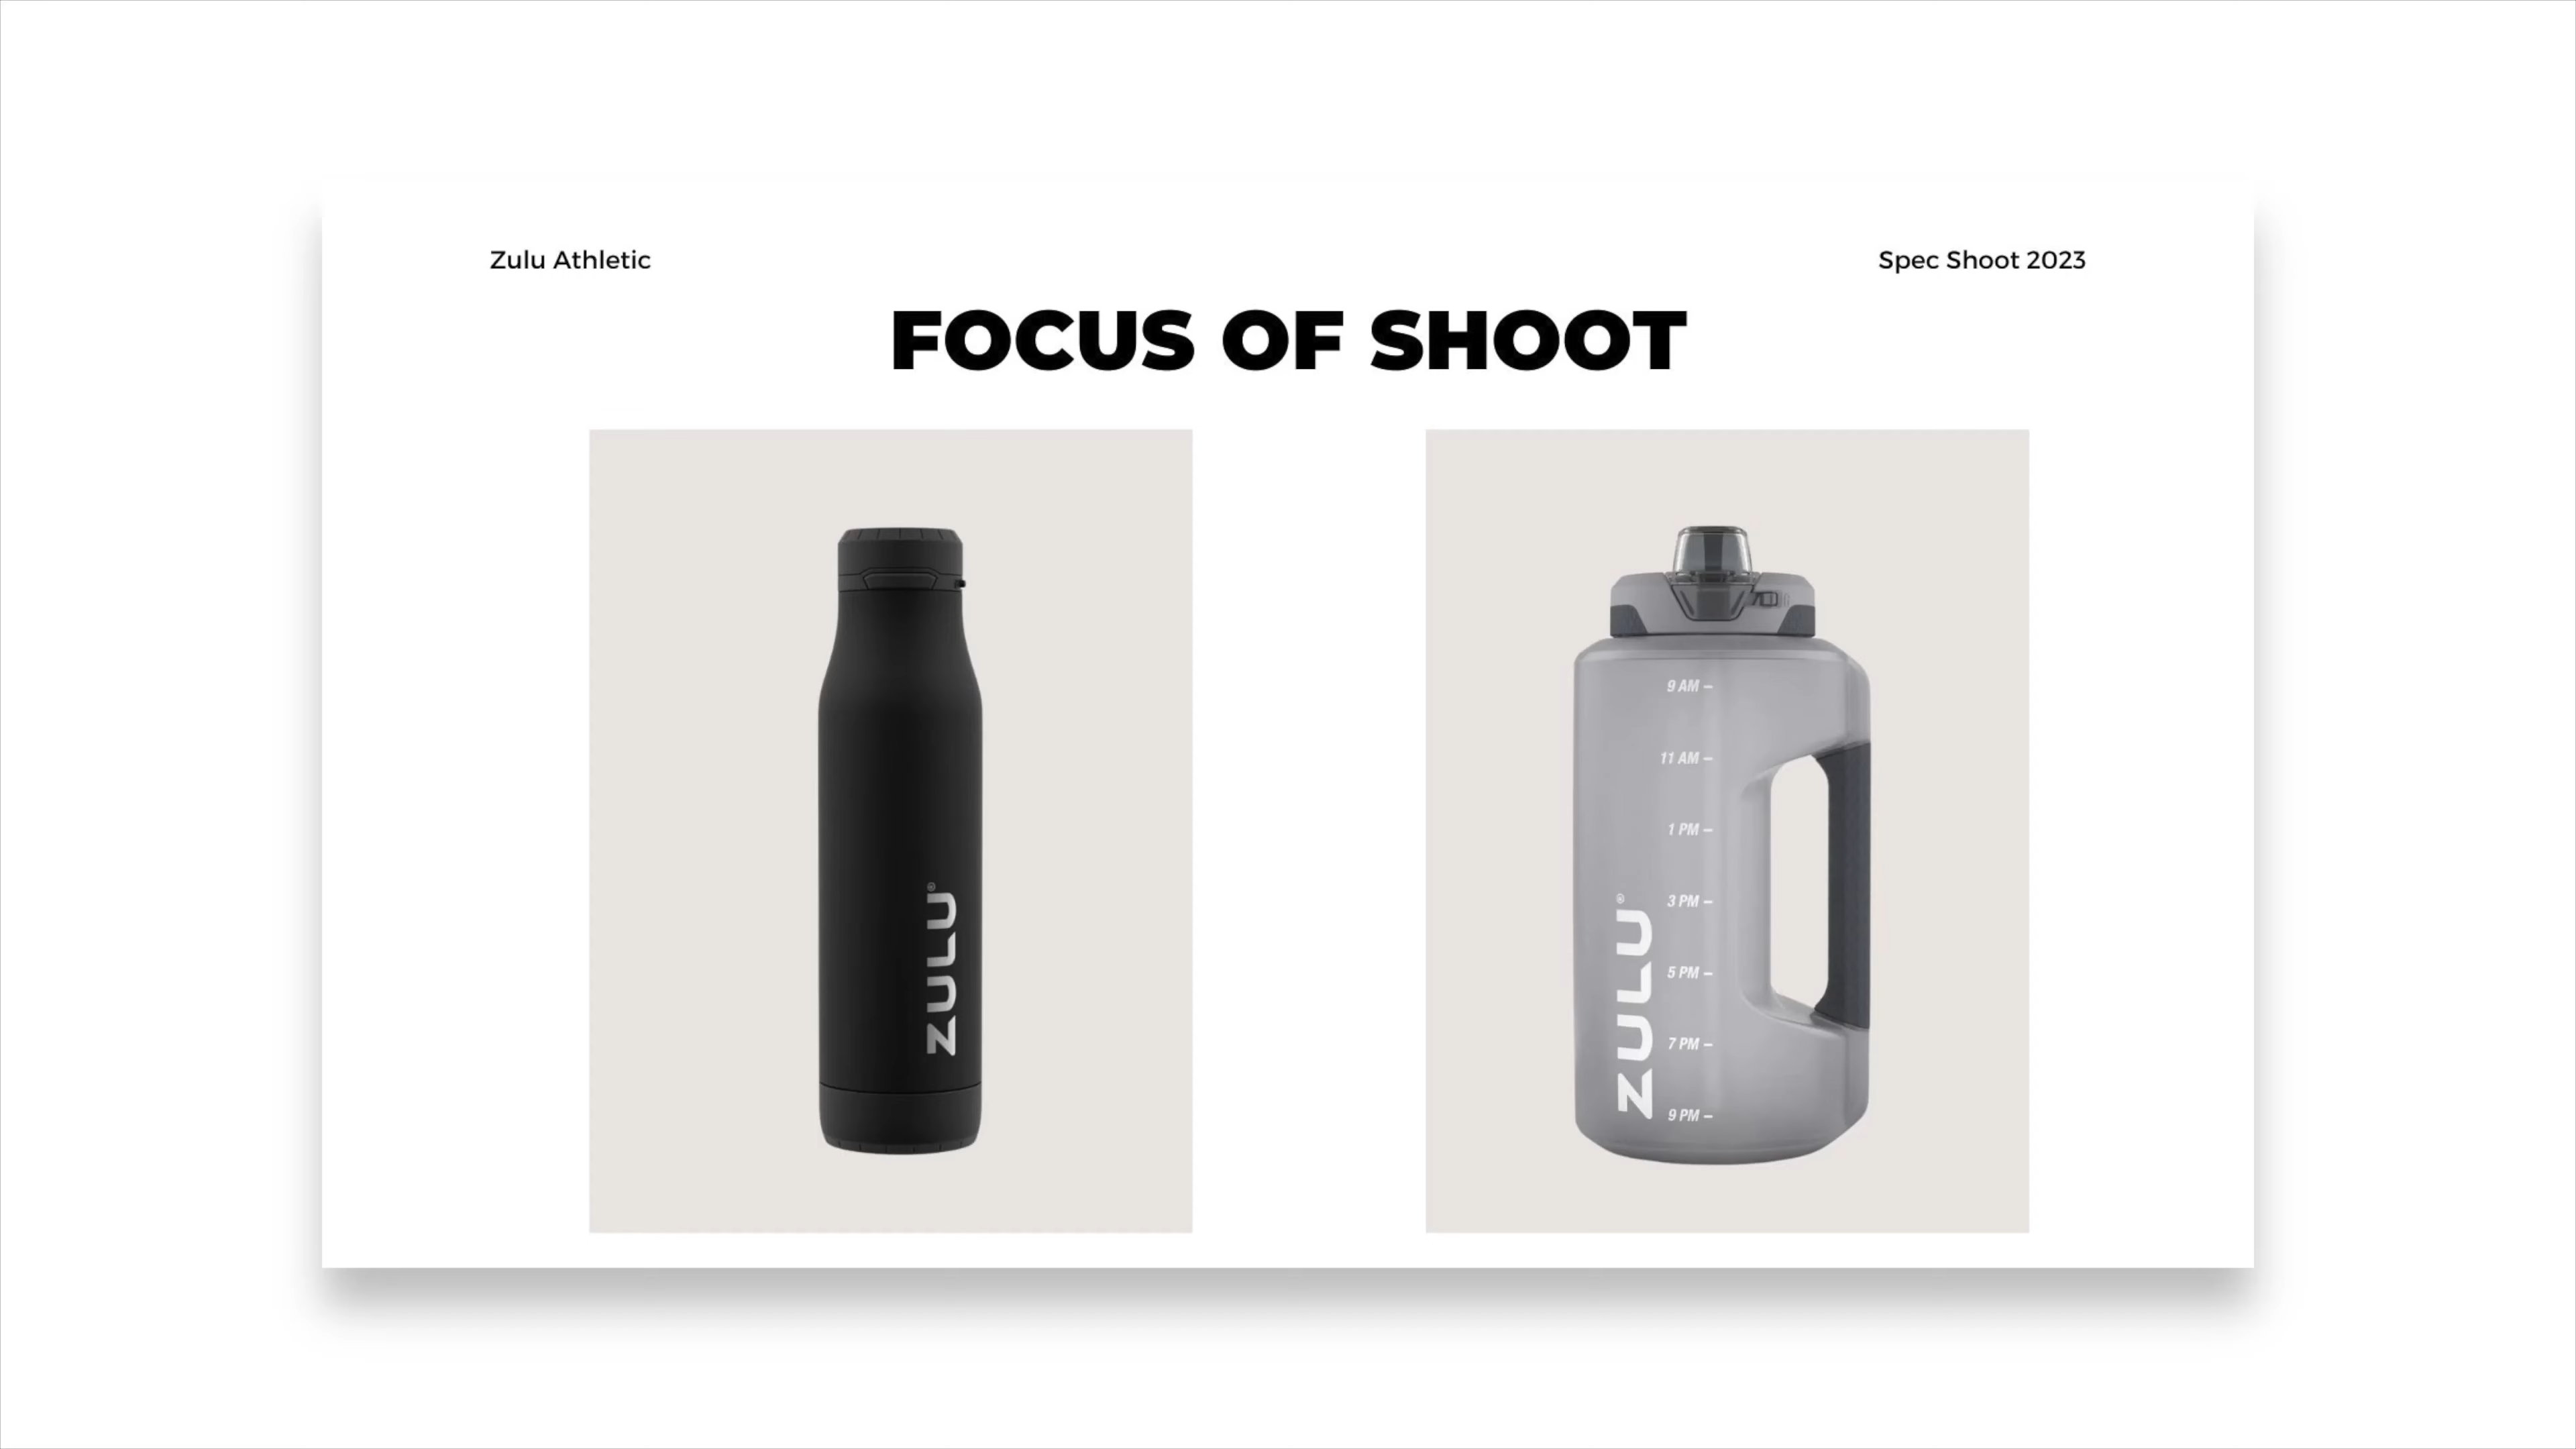 Zulu Athletic
Spec Shoot 2023
FOCUS OF SHOOT
ZULU®
9 AM –
11 AM –
1 PM –
3 PM –
5 PM –
7 PM –
9 PM –
ZULU®